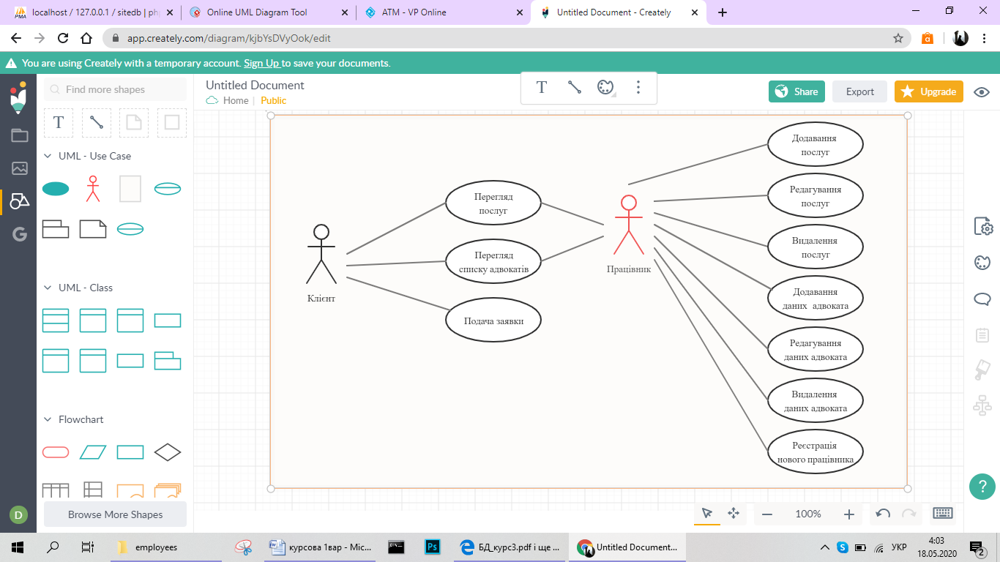 localhost / 127.0.0.1 / sitedb | php
Online UML Diagram Tool
ATM - VP Online
Untitled Document - Creately
app.creately.com/diagram/kjbYsDVyOok/edit
You are using Creately with a temporary account. Sign Up to save your documents.
Find more shapes
T
UML - Use Case
UML - Class
Flowchart
Browse More Shapes
D
Untitled Document
Home | Public
T
Share
Export
Upgrade
Клієнт
Перегляд
послуг
Перегляд
списку адвокатів
Подача заявки
Працівник
Додавання
послуг
Редагування
послуг
Видалення
послуг
Додавання
даних адвоката
Редагування
даних адвоката
Видалення
даних адвоката
Реєстрація
нового працівника
100%
?
employees
курсова 1вар - Mic...
Ps
БД_курс3.pdf і ще ...
Untitled Document...
УКР
4:03
18.05.2020
2